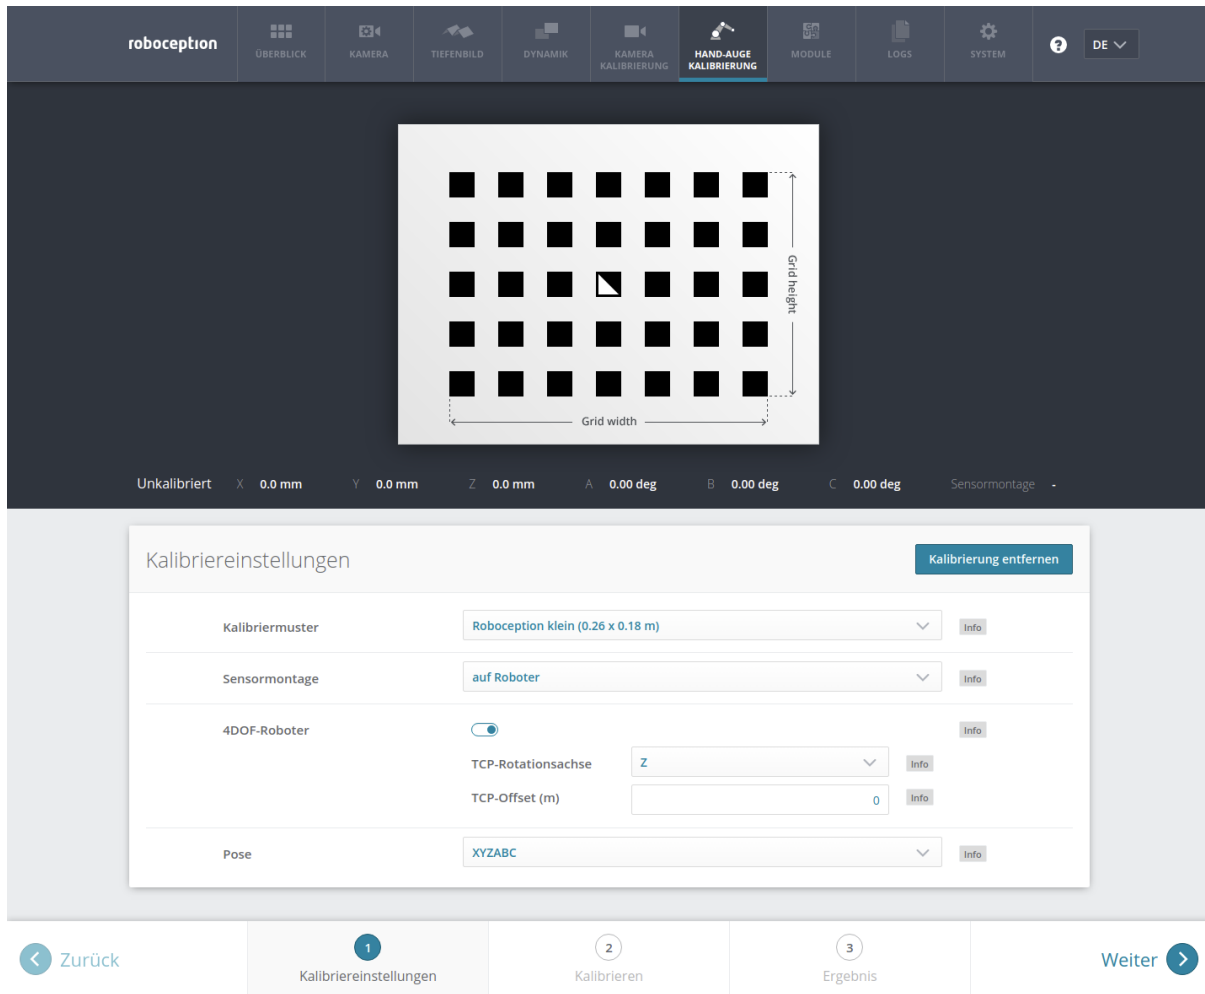 roboception
ÜBERBLICK
KAMERA
TIEFENBILD
DYNAMIK
KAMERA
KALIBRIERUNG
HAND-AUGE
KALIBRIERUNG
MODULE
LOGS
SYSTEM
?
DE
Grid height
Grid width
Unkalibriert X 0.0 mm Y 0.0 mm Z 0.0 mm A 0.00 deg B 0.00 deg C 0.00 deg Sensormontage -
Kalibriereinstellungen
Kalibrierung entfernen
Kalibriermuster Roboception klein (0.26 x 0.18 m) Info
Sensormontage auf Roboter Info
4DOF-Roboter Info
TCP-Rotationsachse Z Info
TCP-Offset (m) 0 Info
Pose XYZABC Info
Zurück
1
Kalibriereinstellungen
2
Kalibrieren
3
Ergebnis
Weiter